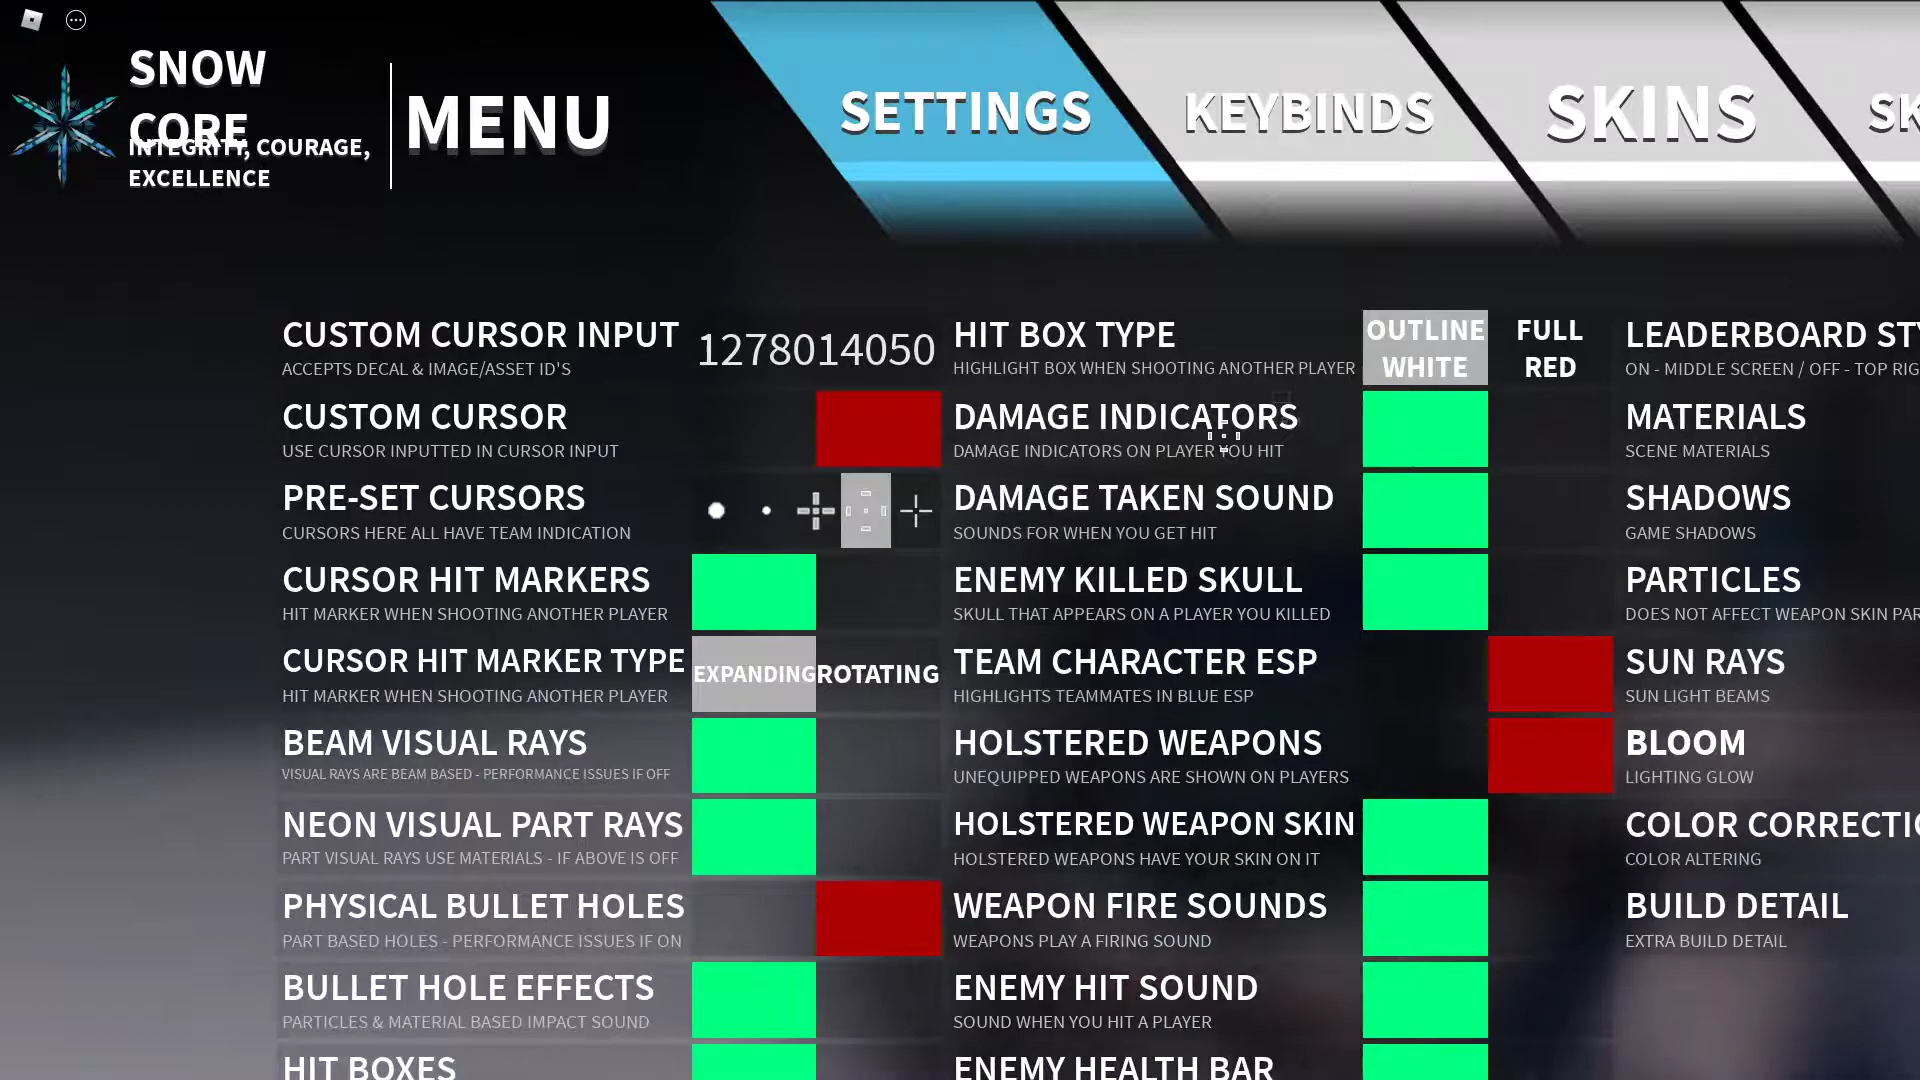 SNOW
CORE
INTEGRITY, COURAGE,
EXCELLENCE
MENU
SETTINGS
KEYBINDS
SKINS
CUSTOM CURSOR INPUT
ACCEPTS DECAL & IMAGE/ASSET ID'S
1278014050
CUSTOM CURSOR
USE CURSOR INPUTTED IN CURSOR INPUT
PRE-SET CURSORS
CURSORS HERE ALL HAVE TEAM INDICATION
CURSOR HIT MARKERS
HIT MARKER WHEN SHOOTING ANOTHER PLAYER
CURSOR HIT MARKER TYPE
HIT MARKER WHEN SHOOTING ANOTHER PLAYER
EXPANDING
ROTATING
BEAM VISUAL RAYS
VISUAL RAYS ARE BEAM BASED - PERFORMANCE ISSUES IF OFF
NEON VISUAL PART RAYS
PART VISUAL RAYS USE MATERIALS - IF ABOVE IS OFF
PHYSICAL BULLET HOLES
PART BASED HOLES - PERFORMANCE ISSUES IF ON
BULLET HOLE EFFECTS
PARTICLES & MATERIAL BASED IMPACT SOUND
HIT BOXES
HIT BOX TYPE
HIGHLIGHT BOX WHEN SHOOTING ANOTHER PLAYER
OUTLINE
WHITE
FULL
RED
DAMAGE INDICATORS
DAMAGE INDICATORS ON PLAYER YOU HIT
DAMAGE TAKEN SOUND
SOUNDS FOR WHEN YOU GET HIT
ENEMY KILLED SKULL
SKULL THAT APPEARS ON A PLAYER YOU KILLED
TEAM CHARACTER ESP
HIGHLIGHTS TEAMMATES IN BLUE ESP
HOLSTERED WEAPONS
UNEQUIPPED WEAPONS ARE SHOWN ON PLAYERS
HOLSTERED WEAPON SKIN
HOLSTERED WEAPONS HAVE YOUR SKIN ON IT
WEAPON FIRE SOUNDS
WEAPONS PLAY A FIRING SOUND
ENEMY HIT SOUND
SOUND WHEN YOU HIT A PLAYER
ENEMY HEALTH BAR
LEADERBOARD
ON - MIDDLE SCREEN / OFF - TOP
MATERIALS
SCENE MATERIALS
SHADOWS
GAME SHADOWS
PARTICLES
DOES NOT AFFECT WEAPON SKIN
SUN RAYS
SUN LIGHT BEAMS
BLOOM
LIGHTING GLOW
COLOR
COLOR ALTERING
BUILD DETAIL
EXTRA BUILD DETAIL